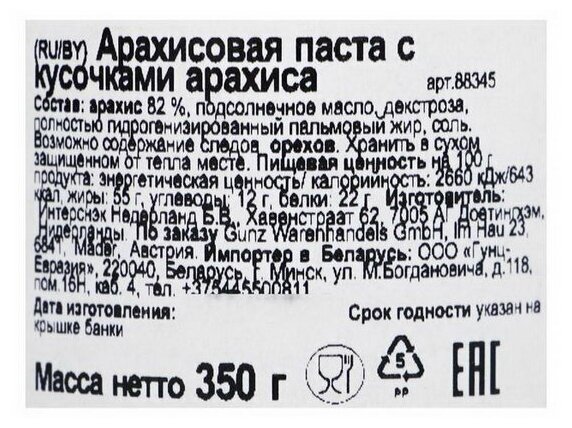 (RU/BY) Арахисовая паста с
кусочками арахиса арт.88345
Состав: арахис 82 %, подсолнечное масло, декстроза,
полностью гидрогенизированный пальмовый жир, соль.
Возможно содержание следов орехов. Хранить в сухом
защищенном от тепла месте. Пищевая ценность на 100 г
продукта: энергетическая ценность/ калорийность: 2660 кДж/643
ккал, жиры: 55 г, углеводы: 12 г, белки: 22 г. Изготовитель:
Интерснэк Недерланд Б.В., Хавенстраат 62, 7005 АГ Доетинхэм,
Нидерланды. По заказу Gunz Warenhandels GmbH, Im Hau 23,
6841, Mäder, Австрия. Импортер в Беларусь: ООО «Гунц-
Евразия», 220040, Беларусь, г. Минск, ул. М.Богдановича, д.118,
пом.16Н, каб. 4, тел. +375445500811
Дата изготовления: Срок годности указан на
крышке банки
Масса нетто 350 г
5
PP
EAC